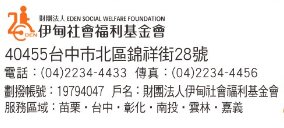 財團法人 EDEN SOCIAL WELFARE FOUNDATION
伊甸社會福利基金會
EDEN
40455台中市北區錦祥街28號
電話：(04)2234-4433 傳真：(04)2234-4456
劃撥帳號：19794047 戶名：財團法人伊甸社會福利基金會
服務區域：苗栗・台中・彰化・南投・雲林・嘉義